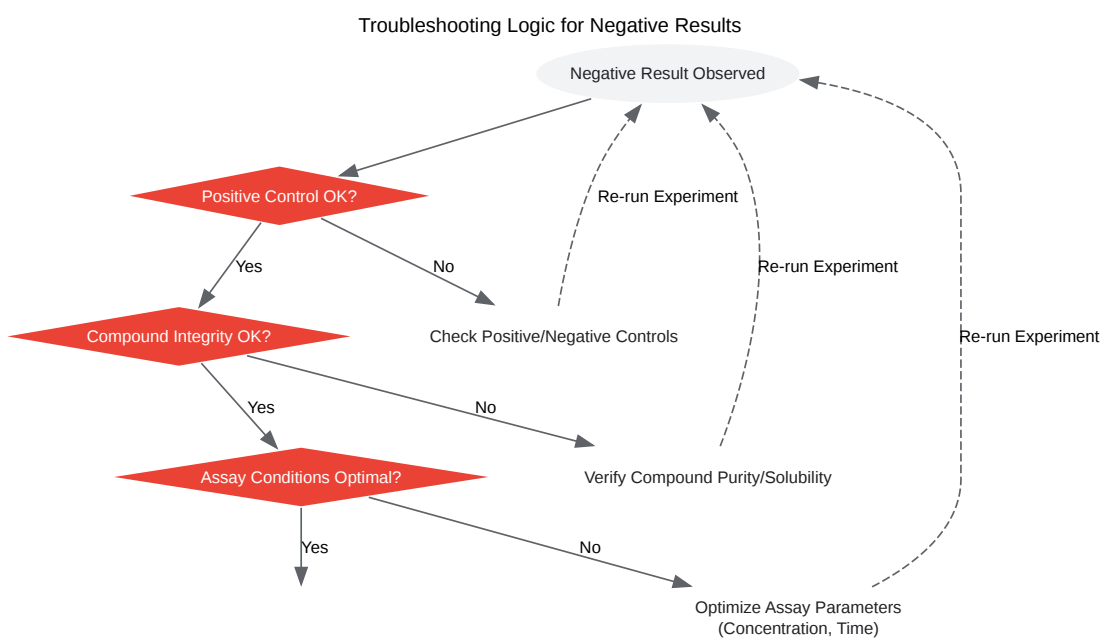 Troubleshooting Logic for Negative Results
Negative Result Observed
Positive Control OK?
Re-run Experiment
Yes
No
Re-run Experiment
Compound Integrity OK?
Check Positive/Negative Controls
Re-run Experiment
Yes
No
Assay Conditions Optimal?
Verify Compound Purity/Solubility
Yes
No
Optimize Assay Parameters
(Concentration, Time)